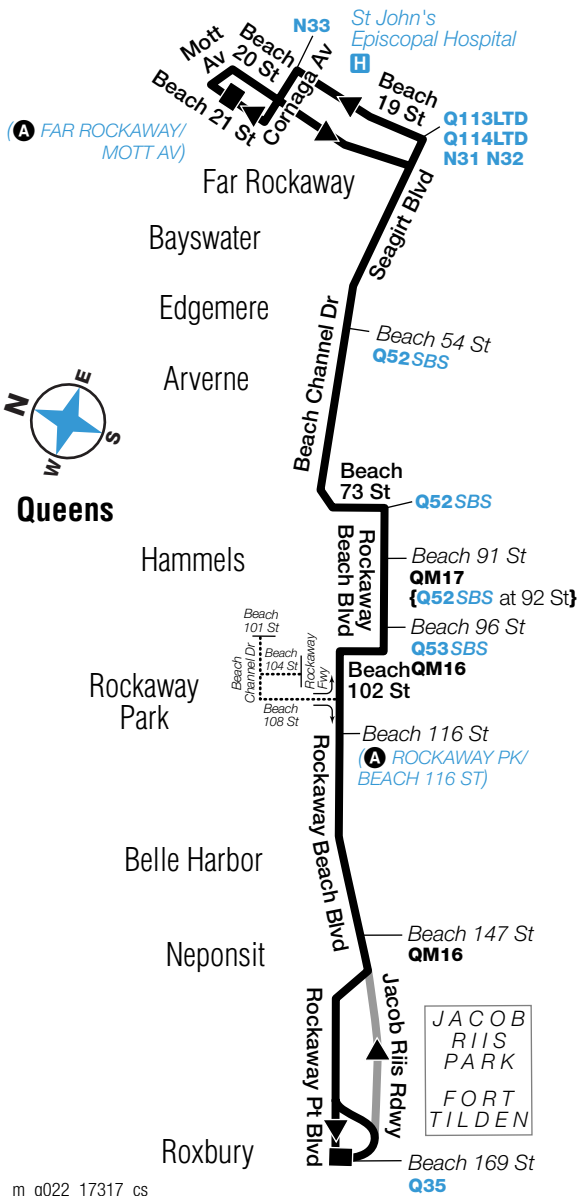 N33
St John's
Episcopal Hospital
H
Mott
Av
Beach
20 St
Beach 21 St
Cornaga Av
Beach
19 St
Q113LTD
Q114LTD
N31 N32
(A FAR ROCKAWAY/
MOTT AV)
Far Rockaway
Seagirt Blvd
Bayswater
Edgemere
Beach Channel Dr
Beach 54 St
Q52SBS
Arverne
N
E
S
W
Queens
Beach
73 St
Q52SBS
Hammels
Rockaway
Beach Blvd
Beach 91 St
QM17
{Q52SBS at 92 St}
Beach 96 St
Q53SBS
QM16
Beach
102 St
Beach
101 St
Beach
Channel Dr
Beach
104 St
Rockaway
Fwy
Beach
108 St
Rockaway
Park
Beach 116 St
(A ROCKAWAY PK/
BEACH 116 ST)
Rockaway Beach Blvd
Belle Harbor
Neponsit
Beach 147 St
QM16
Rockaway Pt Blvd
Jacob Riis Rdwy
JACOB
RIIS
PARK
FORT
TILDEN
Roxbury
Beach 169 St
Q35
m_q022_17317_cs